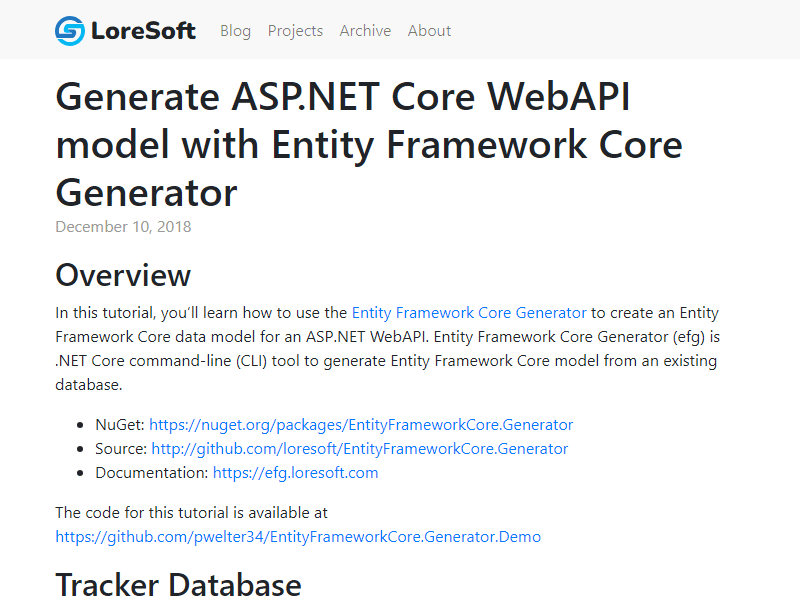 LoreSoft Blog Projects Archive About
Generate ASP.NET Core WebAPI
model with Entity Framework Core
Generator
December 10, 2018
Overview
In this tutorial, you’ll learn how to use the Entity Framework Core Generator to create an Entity
Framework Core data model for an ASP.NET WebAPI. Entity Framework Core Generator (efg) is
.NET Core command-line (CLI) tool to generate Entity Framework Core model from an existing
database.
• NuGet: https://nuget.org/packages/EntityFrameworkCore.Generator
• Source: http://github.com/loresoft/EntityFrameworkCore.Generator
• Documentation: https://efg.loresoft.com
The code for this tutorial is available at
https://github.com/pwelter34/EntityFrameworkCore.Generator.Demo
Tracker Database